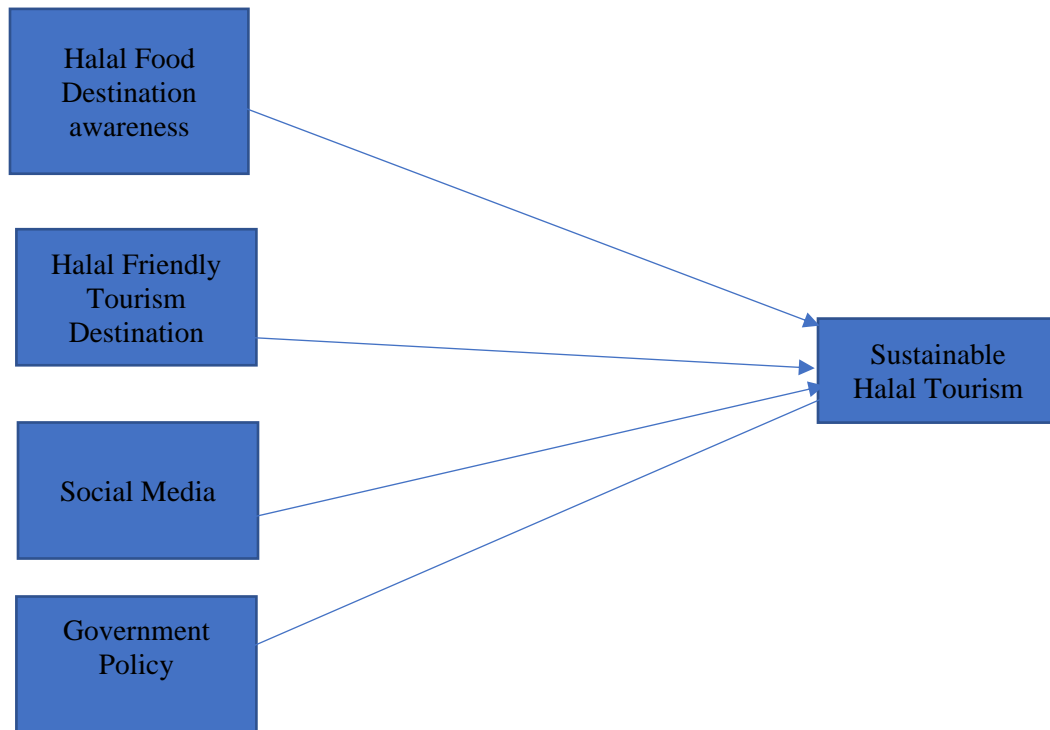 Halal Food
Destination
awareness
Halal Friendly
Tourism
Destination
Sustainable
Halal Tourism
Social Media
Government
Policy